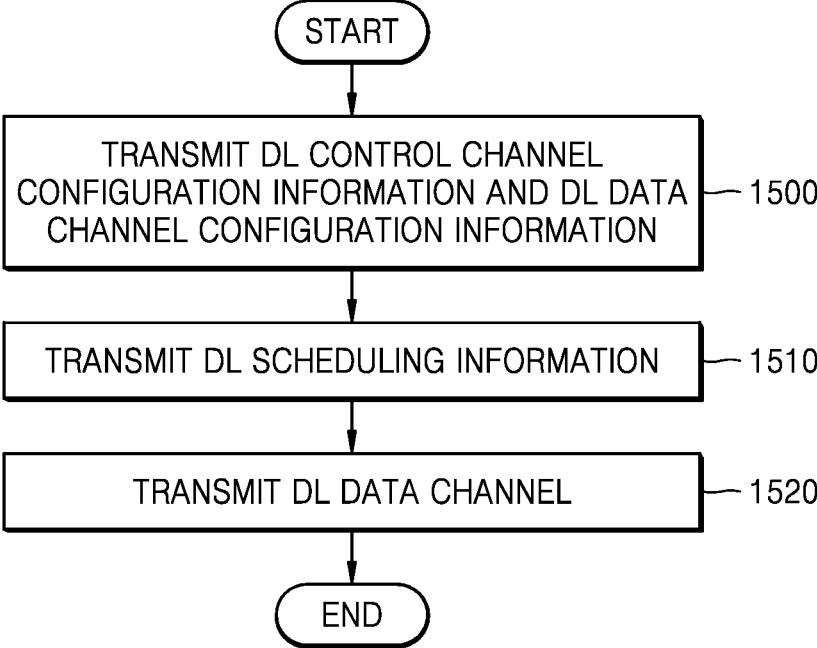 START
TRANSMIT DL CONTROL CHANNEL
CONFIGURATION INFORMATION AND DL DATA
CHANNEL CONFIGURATION INFORMATION
1500
TRANSMIT DL SCHEDULING INFORMATION
1510
TRANSMIT DL DATA CHANNEL
1520
END